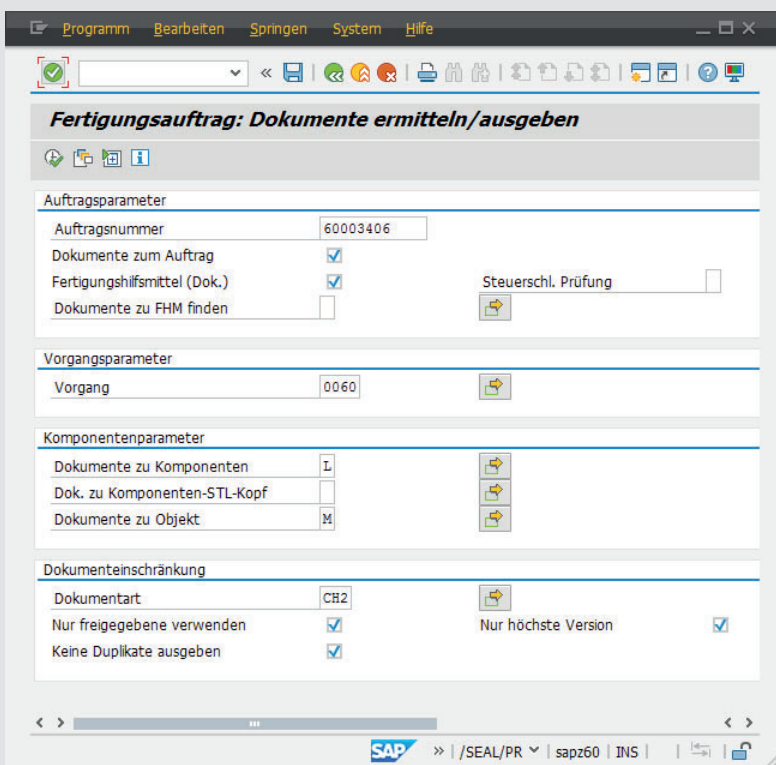 Programm Bearbeiten Springen System Hilfe
Fertigungsauftrag: Dokumente ermitteln/ausgeben
Auftragsparameter
Auftragsnummer 60003406
Dokumente zum Auftrag
Fertigungshilfsmittel (Dok.) Steuerschl. Prüfung
Dokumente zu FHM finden
Vorgangsparameter
Vorgang 0060
Komponentenparameter
Dokumente zu Komponenten L
Dok. zu Komponenten-STL-Kopf
Dokumente zu Objekt M
Dokumenteinschränkung
Dokumentart CH2
Nur freigegebene verwenden Nur höchste Version
Keine Duplikate ausgeben
SAP » | /SEAL/PR | sapz60 | INS |